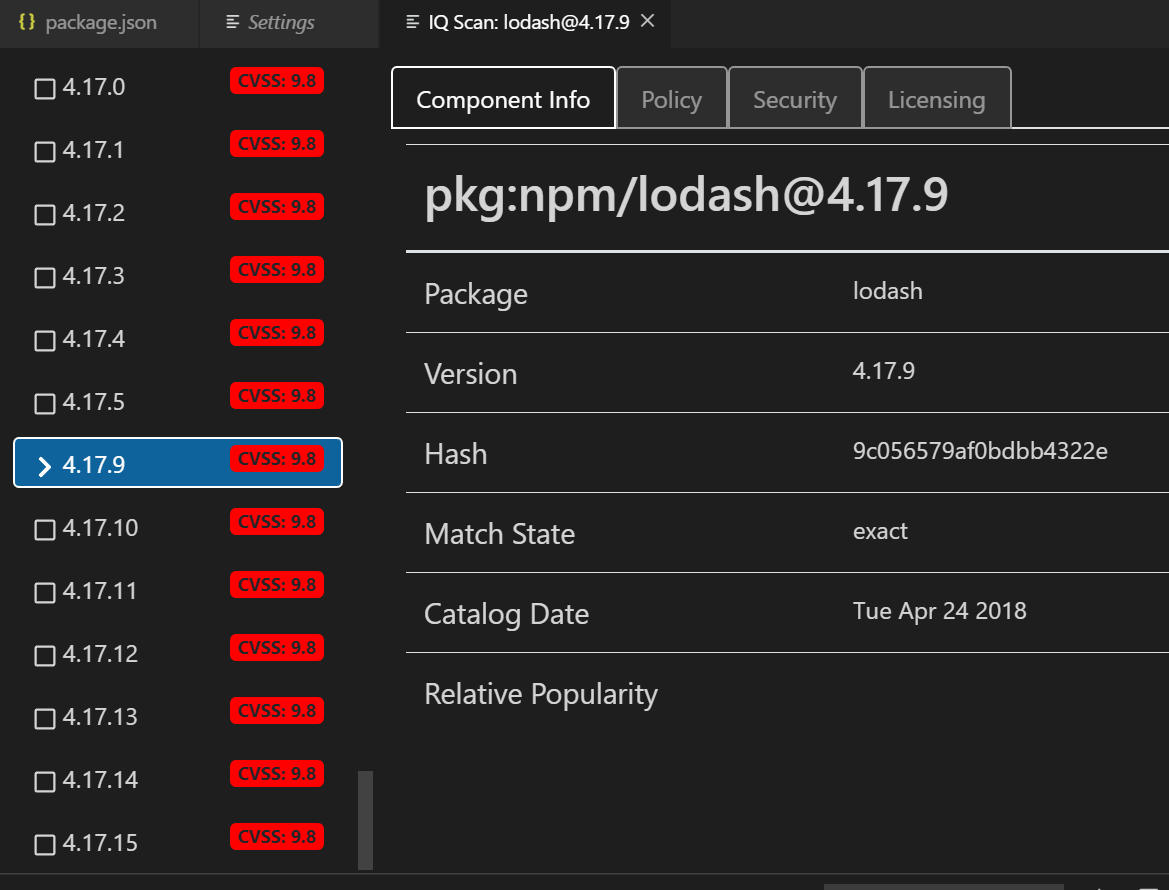 {} package.json
Settings
IQ Scan: lodash@4.17.9
4.17.0 CVSS: 9.8
4.17.1 CVSS: 9.8
4.17.2 CVSS: 9.8
4.17.3 CVSS: 9.8
4.17.4 CVSS: 9.8
4.17.5 CVSS: 9.8
4.17.9 CVSS: 9.8
4.17.10 CVSS: 9.8
4.17.11 CVSS: 9.8
4.17.12 CVSS: 9.8
4.17.13 CVSS: 9.8
4.17.14 CVSS: 9.8
4.17.15 CVSS: 9.8
Component Info
Policy
Security
Licensing
pkg:npm/lodash@4.17.9
Package lodash
Version 4.17.9
Hash 9c056579af0bdbb4322e
Match State exact
Catalog Date Tue Apr 24 2018
Relative Popularity